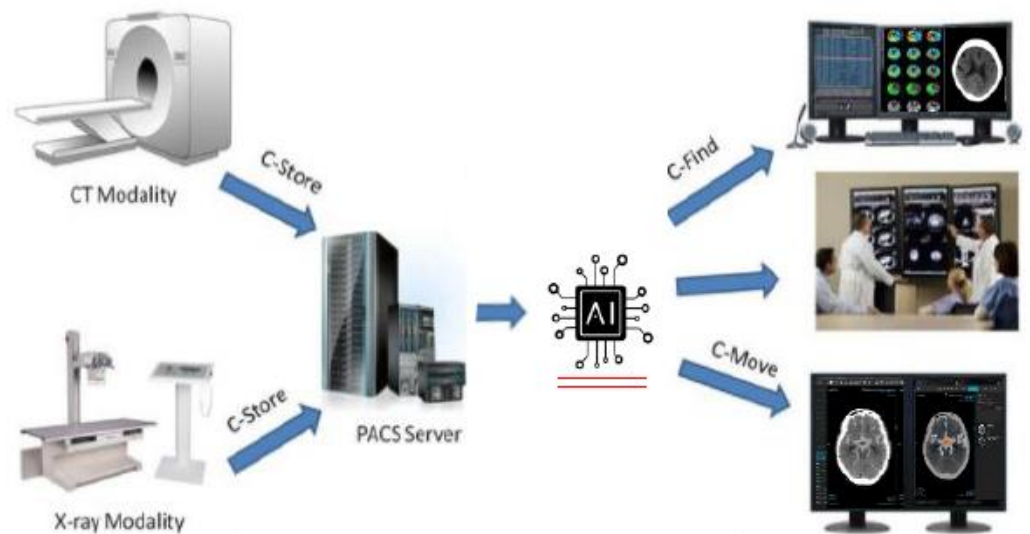 CT Modality
C-Store
C-Find
AI
C-Move
C-Store
PACS Server
X-ray Modality